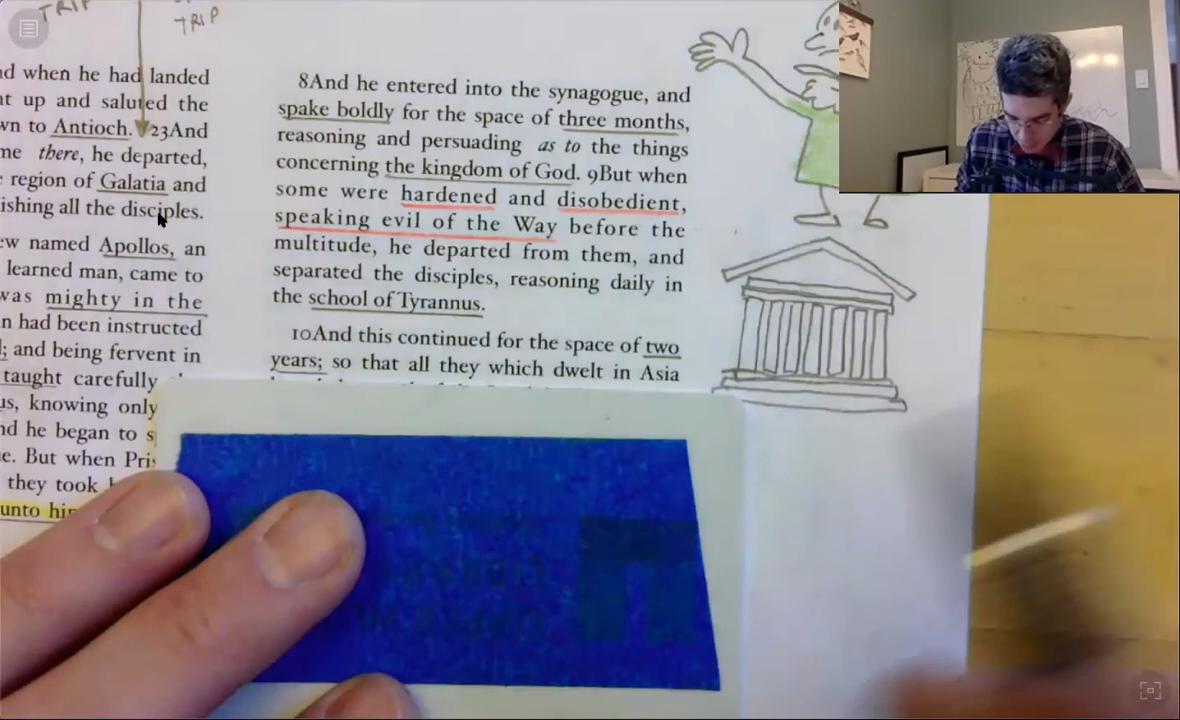 TRIP
TRIP
d when he had landed
nt up and saluted the
wn to Antioch. 23And
me there, he departed,
region of Galatia and
ishing all the disciples.
ew named Apollos, an
learned man, came to
was mighty in the
n had been instructed
; and being fervent in
taught carefully
us, knowing only
nd he began to s
e. But when Pris
they took
unto him
8And he entered into the synagogue, and
spake boldly for the space of three months,
reasoning and persuading as to the things
concerning the kingdom of God. 9But when
some were hardened and disobedient,
speaking evil of the Way before the
multitude, he departed from them, and
separated the disciples, reasoning daily in
the school of Tyrannus.
10And this continued for the space of two
years; so that all they which dwelt in Asia